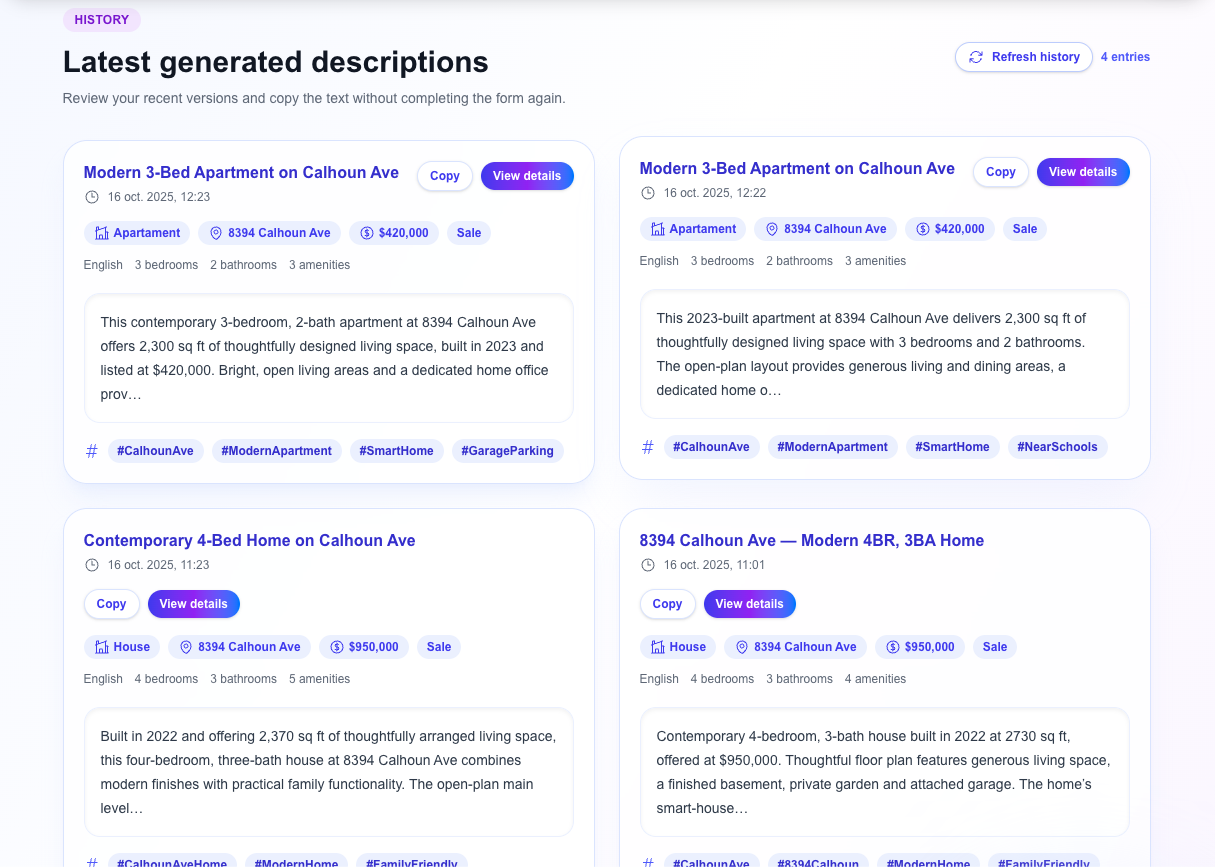 HISTORY
Latest generated descriptions
Review your recent versions and copy the text without completing the form again.
Refresh history
4 entries
Modern 3-Bed Apartment on Calhoun Ave
Copy
View details
16 oct. 2025, 12:23
Apartament
8394 Calhoun Ave
$420,000
Sale
English 3 bedrooms 2 bathrooms 3 amenities
This contemporary 3-bedroom, 2-bath apartment at 8394 Calhoun Ave
offers 2,300 sq ft of thoughtfully designed living space, built in 2023 and
listed at $420,000. Bright, open living areas and a dedicated home office
prov…
# #CalhounAve #ModernApartment #SmartHome #GarageParking
Modern 3-Bed Apartment on Calhoun Ave
Copy
View details
16 oct. 2025, 12:22
Apartament
8394 Calhoun Ave
$420,000
Sale
English 3 bedrooms 2 bathrooms 3 amenities
This 2023-built apartment at 8394 Calhoun Ave delivers 2,300 sq ft of
thoughtfully designed living space with 3 bedrooms and 2 bathrooms.
The open-plan layout provides generous living and dining areas, a
dedicated home o…
# #CalhounAve #ModernApartment #SmartHome #NearSchools
Contemporary 4-Bed Home on Calhoun Ave
16 oct. 2025, 11:23
Copy
View details
House
8394 Calhoun Ave
$950,000
Sale
English 4 bedrooms 3 bathrooms 5 amenities
Built in 2022 and offering 2,370 sq ft of thoughtfully arranged living space,
this four-bedroom, three-bath house at 8394 Calhoun Ave combines
modern finishes with practical family functionality. The open-plan main
level…
# #CalhounAveHome #ModernHome #FamilyFriendly
8394 Calhoun Ave — Modern 4BR, 3BA Home
16 oct. 2025, 11:01
Copy
View details
House
8394 Calhoun Ave
$950,000
Sale
English 4 bedrooms 3 bathrooms 4 amenities
Contemporary 4-bedroom, 3-bath house built in 2022 at 2730 sq ft,
offered at $950,000. Thoughtful floor plan features generous living space,
a finished basement, private garden and attached garage. The home's
smart-house…
# #CalhounAve #8394Calhoun #ModernHome #FamilyFriendly